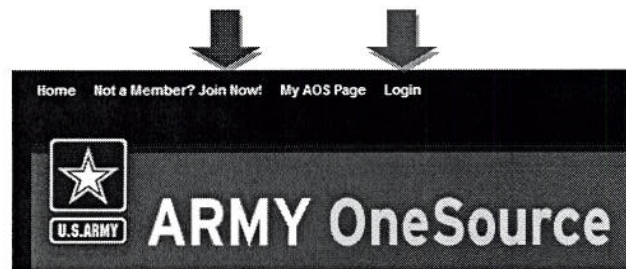 Home Not a Member? Join Now! My AOS Page Login
U.S.ARMY
ARMY OneSource